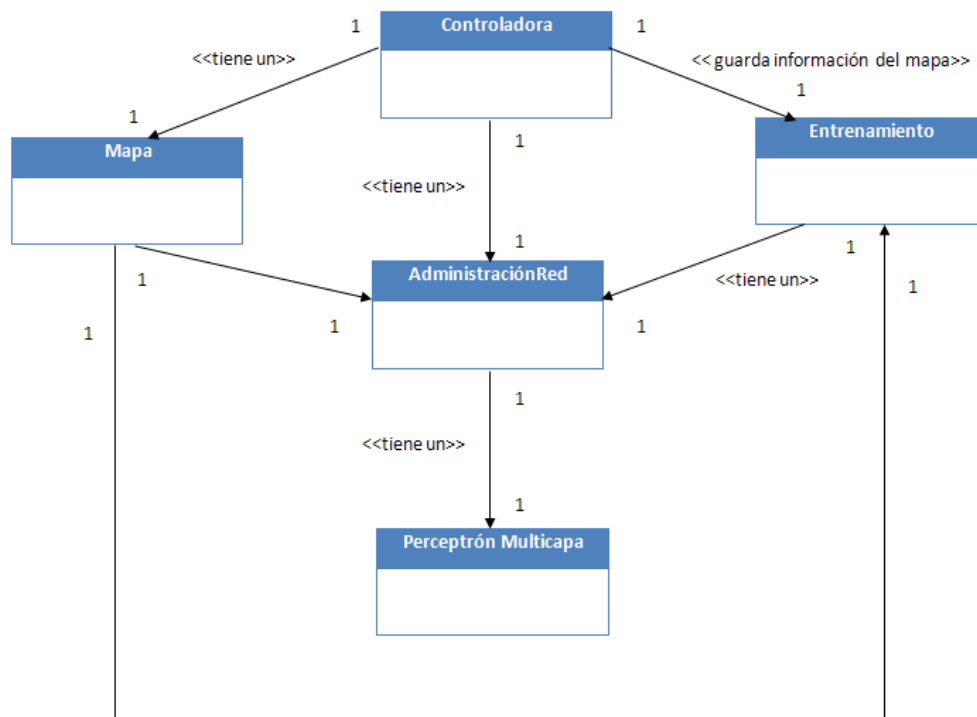 1
Controladora
1
<<tiene un>>
<< guarda información del mapa>>
1
1
1
Mapa
Entrenamiento
<<tiene un>>
1
1
1
AdministraciónRed
<<tiene un>>
1
1
1
1
1
<<tiene un>>
1
Perceptrón Multicapa